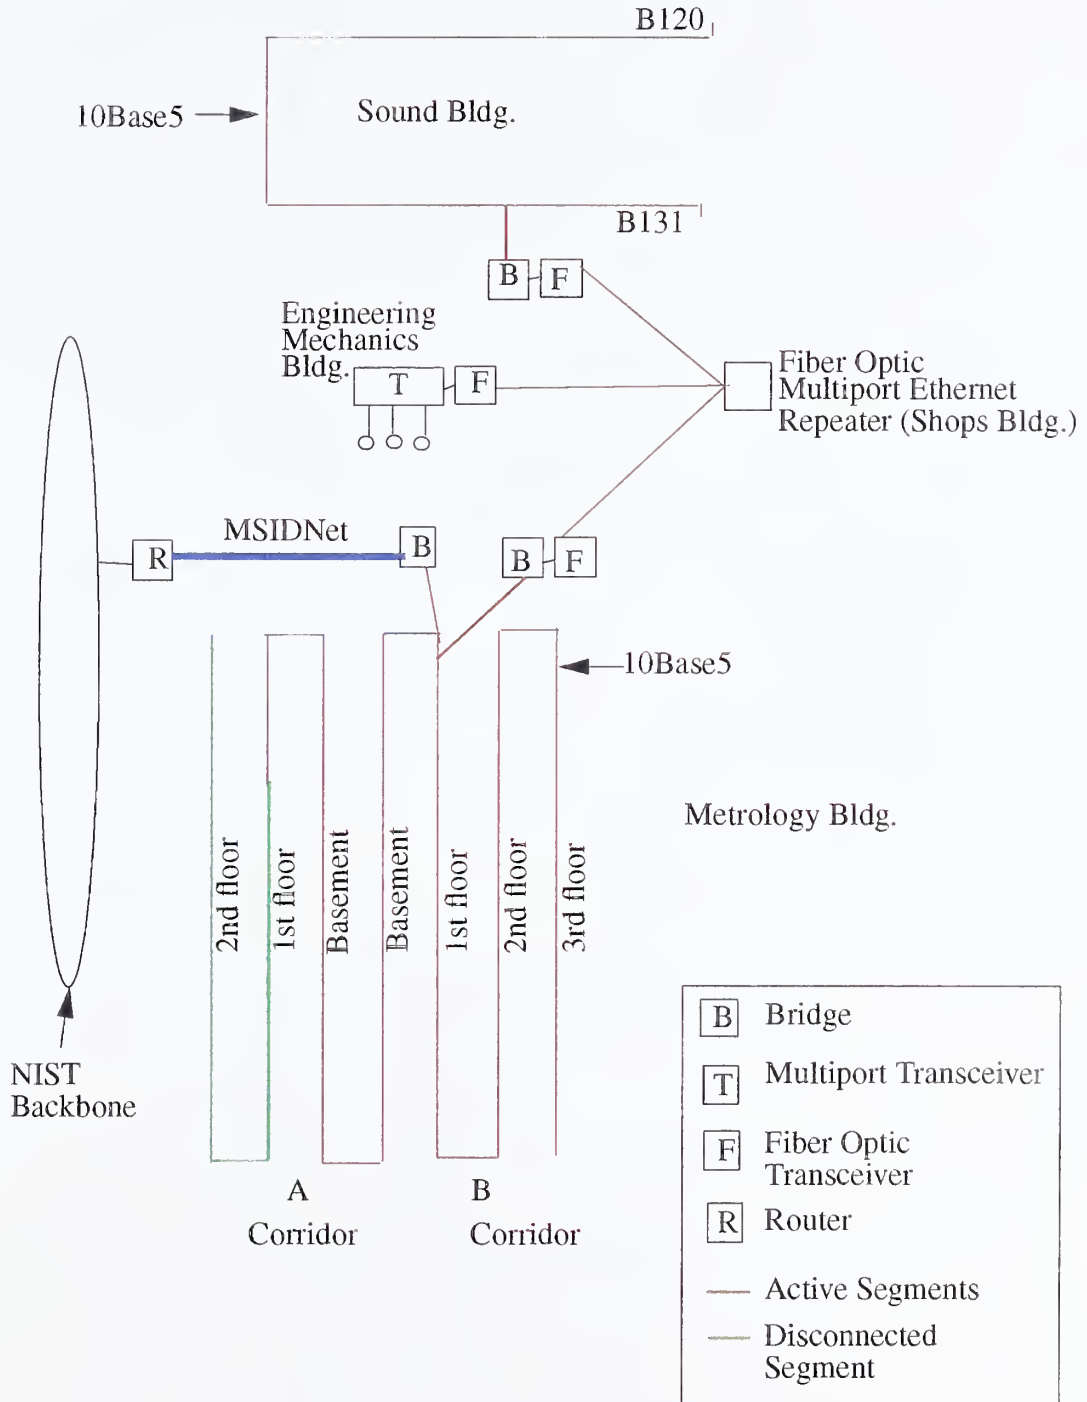 B120
10Base5
Sound Bldg.
B131
B
F
Engineering
Mechanics
Bldg.
T
F
Fiber Optic
Multiport Ethernet
Repeater (Shops Bldg.)
MSIDNet
R
B
B
F
10Base5
Metrology Bldg.
2nd floor
1st floor
Basement
Basement
1st floor
2nd floor
3rd floor
NIST
Backbone
A
Corridor
B
Corridor
B Bridge
T Multiport Transceiver
F Fiber Optic
Transceiver
R Router
Active Segments
Disconnected
Segment